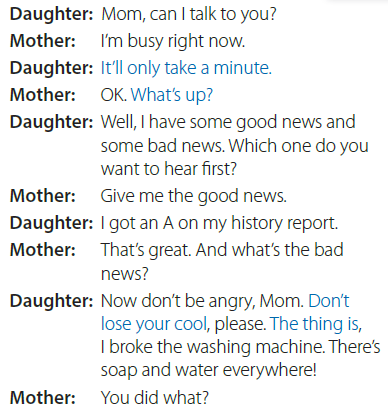 Daughter: Mom, can I talk to you?
Mother: I'm busy right now.
Daughter: It'll only take a minute.
Mother: OK. What's up?
Daughter: Well, I have some good news and
some bad news. Which one do you
want to hear first?
Mother: Give me the good news.
Daughter: I got an A on my history report.
Mother: That's great. And what's the bad
news?
Daughter: Now don't be angry, Mom. Don't
lose your cool, please. The thing is,
I broke the washing machine. There's
soap and water everywhere!
Mother: You did what?